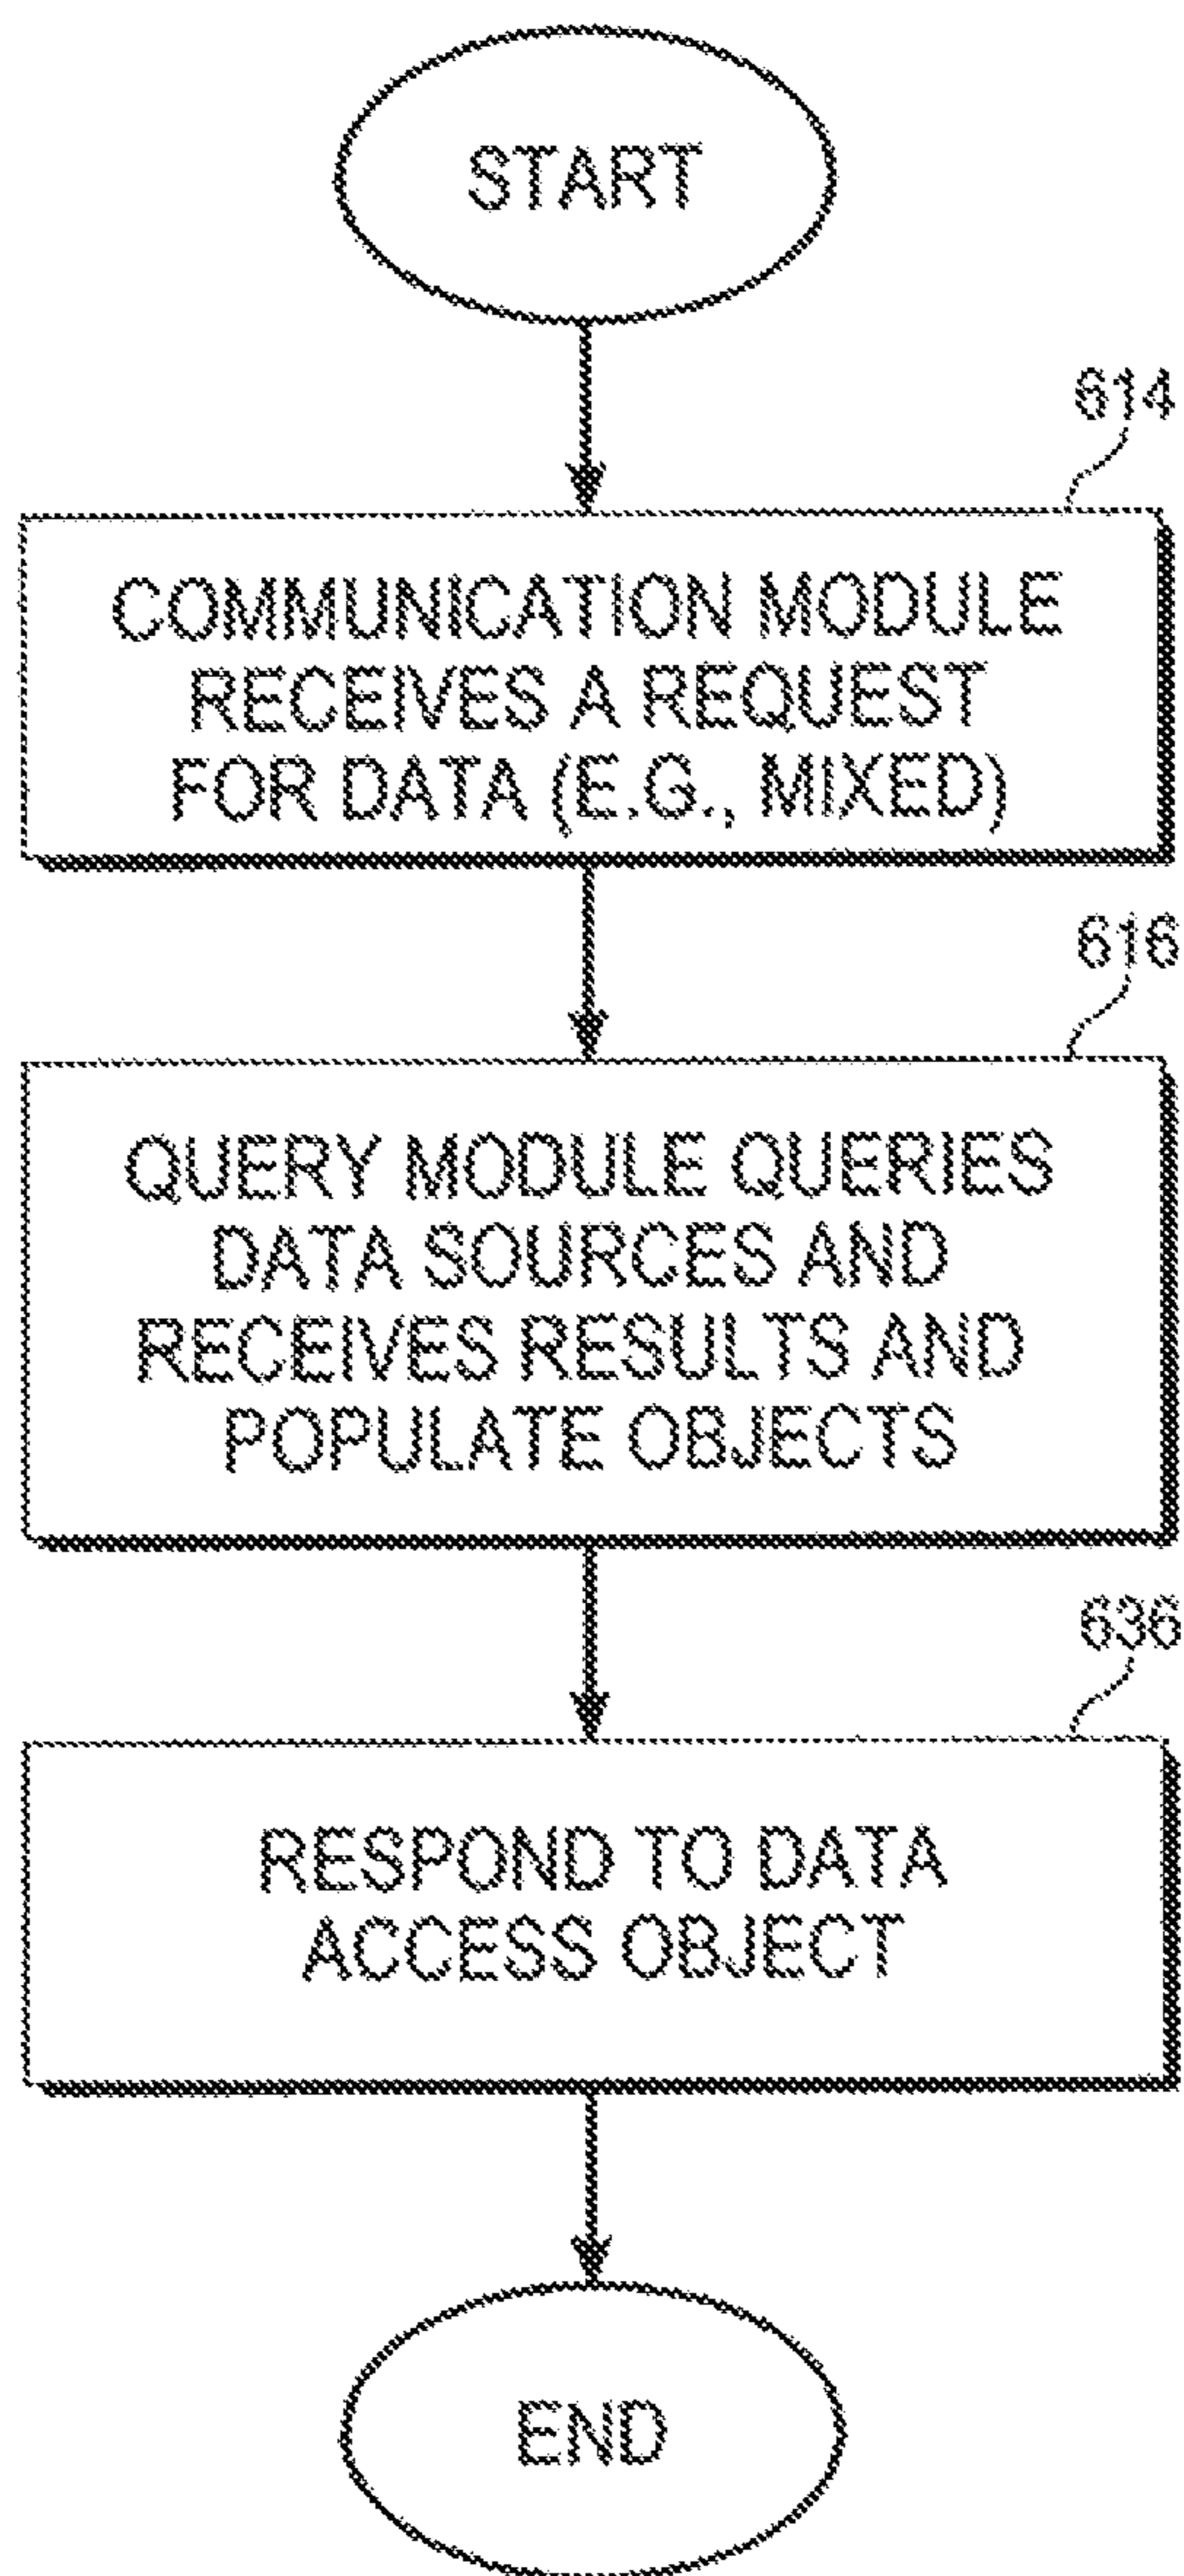 START
614
COMMUNICATION MODULE
RECEIVES A REQUEST
FOR DATA (E.G., MIXED)
616
QUERY MODULE QUERIES
DATA SOURCES AND
RECEIVES RESULTS AND
POPULATE OBJECTS
636
RESPOND TO DATA
ACCESS OBJECT
END